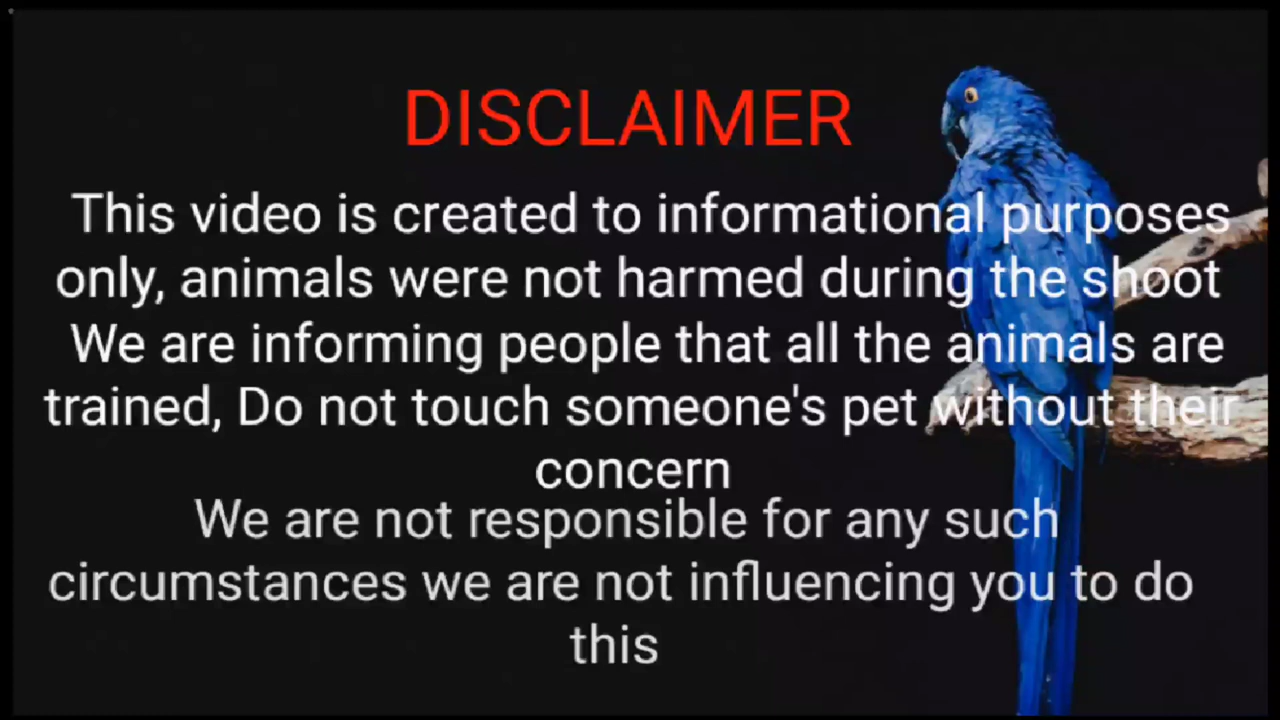 DISCLAIMER
This video is created to informational purposes
only, animals were not harmed during the shoot
We are informing people that all the animals are
trained, Do not touch someone's pet without their
concern
We are not responsible for any such
circumstances we are not influencing you to do
this